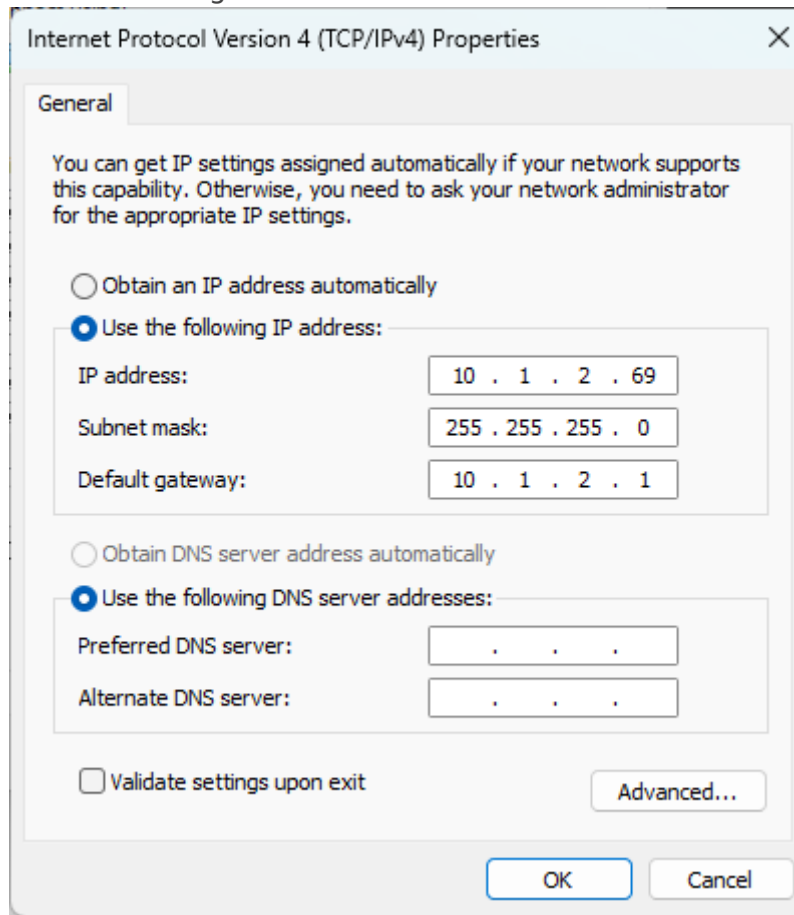 Internet Protocol Version 4 (TCP/IPv4) Properties
General
You can get IP settings assigned automatically if your network supports
this capability. Otherwise, you need to ask your network administrator
for the appropriate IP settings.
Obtain an IP address automatically
Use the following IP address:
IP address: 10 . 1 . 2 . 69
Subnet mask: 255 . 255 . 255 . 0
Default gateway: 10 . 1 . 2 . 1
Obtain DNS server address automatically
Use the following DNS server addresses:
Preferred DNS server: . . .
Alternate DNS server: . . .
Validate settings upon exit
Advanced...
OK Cancel